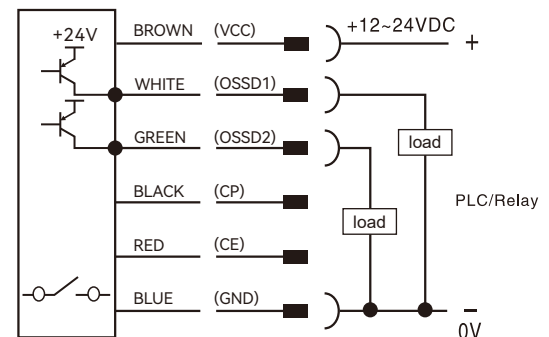 +24V
BROWN (VCC) +12~24VDC +
WHITE (OSSD1)
GREEN (OSSD2) load
BLACK (CP) PLC/Relay
load
RED (CE)
BLUE (GND) −
0V